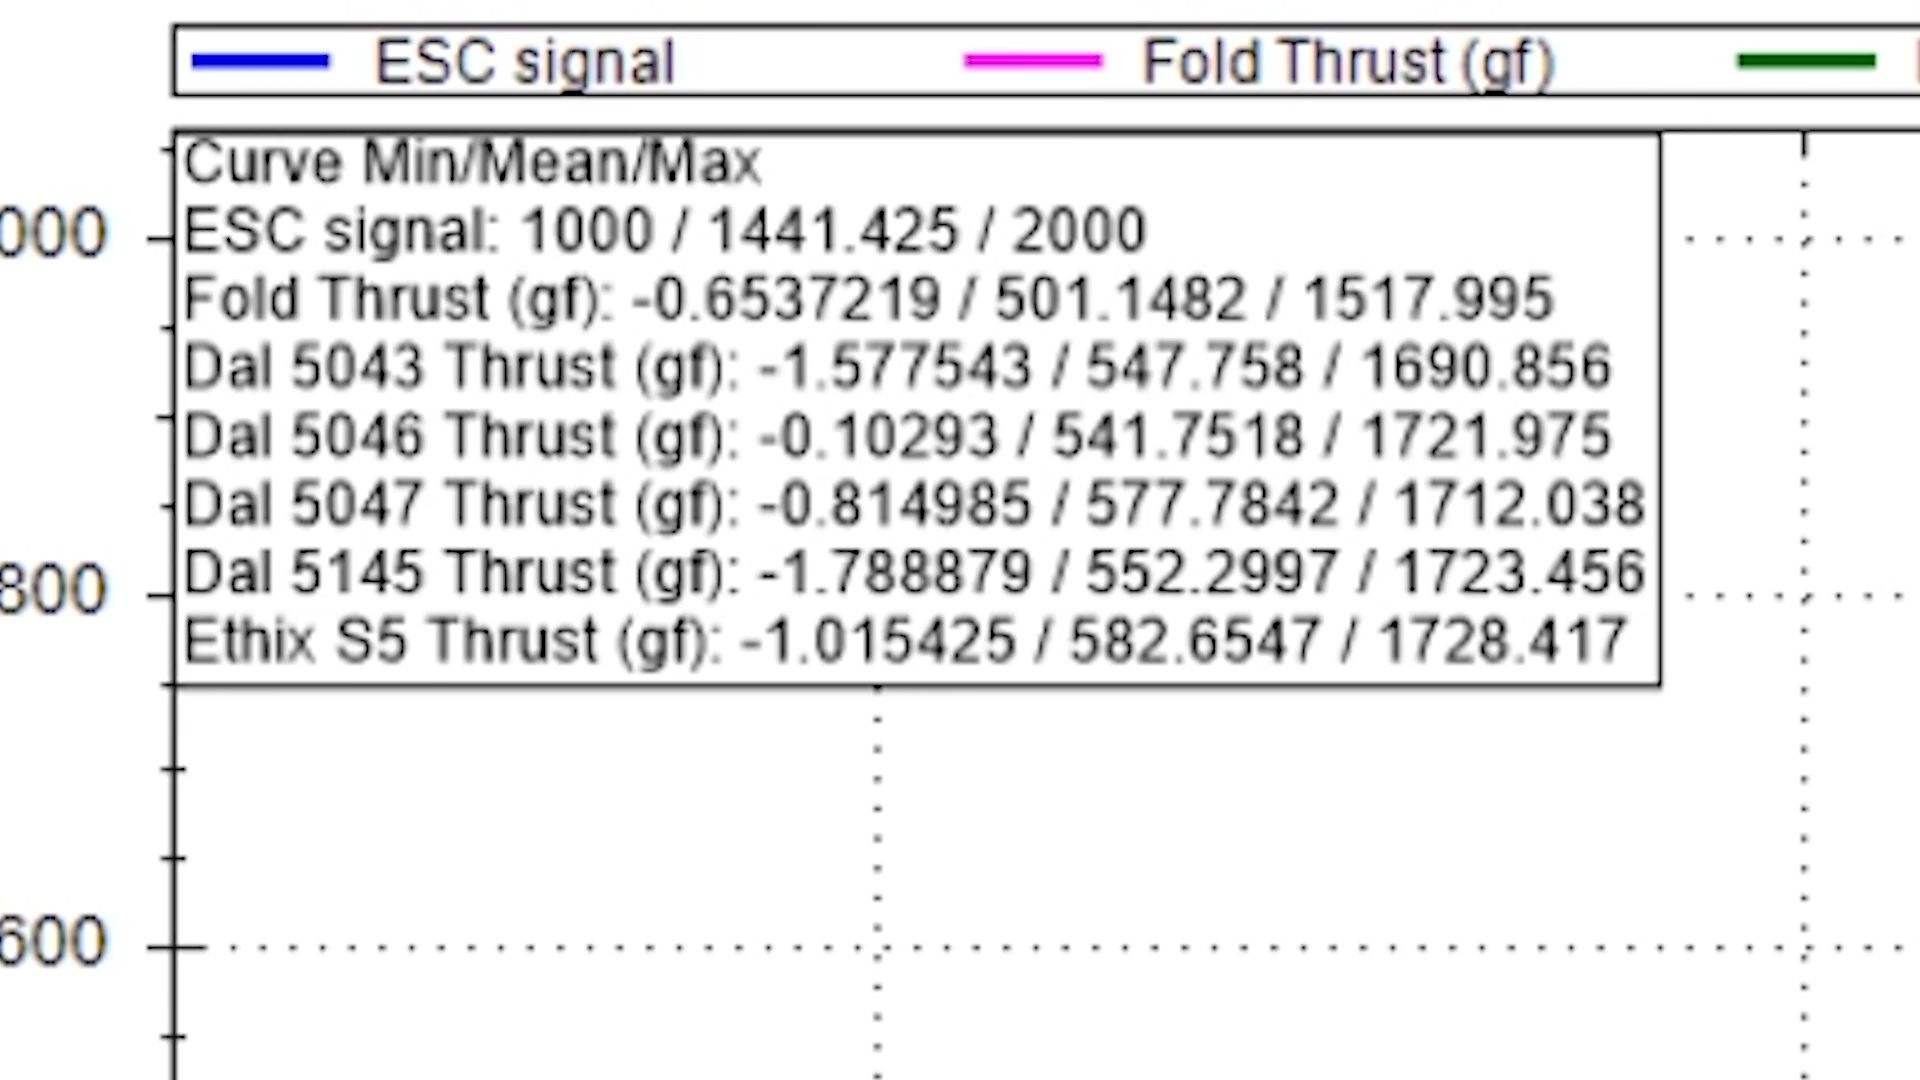 ESC signal Fold Thrust (gf)
Curve Min/Mean/Max
000
ESC signal: 1000 / 1441.425 / 2000
Fold Thrust (gf): -0.6537219 / 501.1482 / 1517.995
Dal 5043 Thrust (gf): -1.577543 / 547.758 / 1690.856
Dal 5046 Thrust (gf): -0.10293 / 541.7518 / 1721.975
Dal 5047 Thrust (gf): -0.814985 / 577.7842 / 1712.038
800
Dal 5145 Thrust (gf): -1.788879 / 552.2997 / 1723.456
Ethix S5 Thrust (gf): -1.015425 / 582.6547 / 1728.417
600